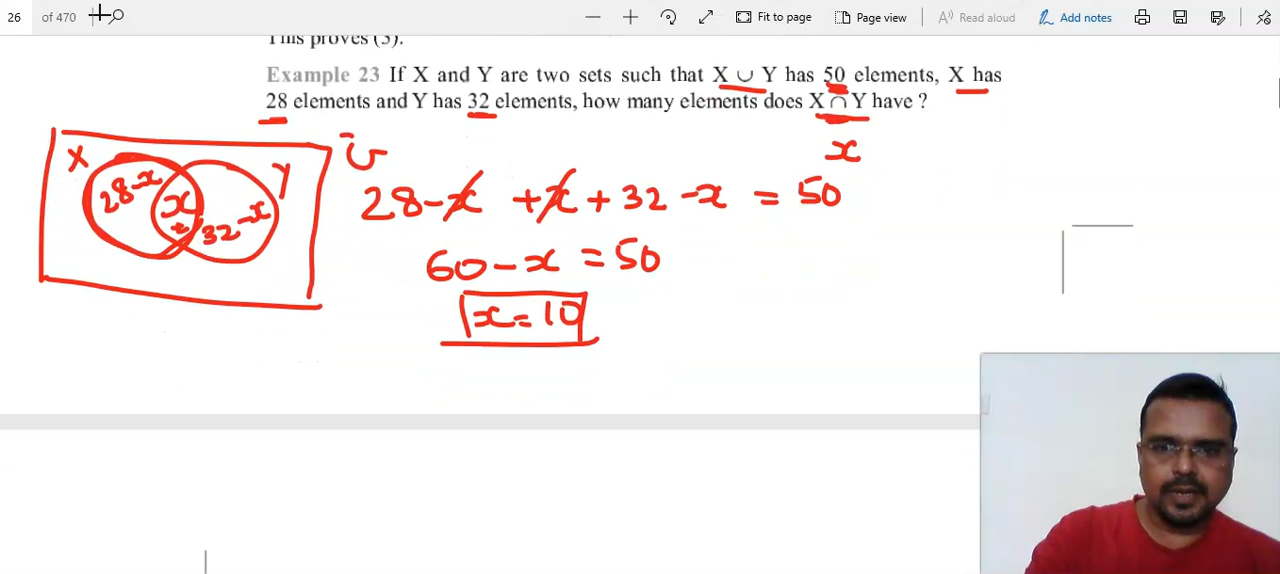 26 of 470 Fit to page Page view Read aloud Add notes
This proves (3).
Example 23 If X and Y are two sets such that X ∪ Y has 50 elements, X has
28 elements and Y has 32 elements, how many elements does X ∩ Y have ?
x
X Y U
28-x x 32-x
28-x +x+32-x = 50
60-x = 50
x=10